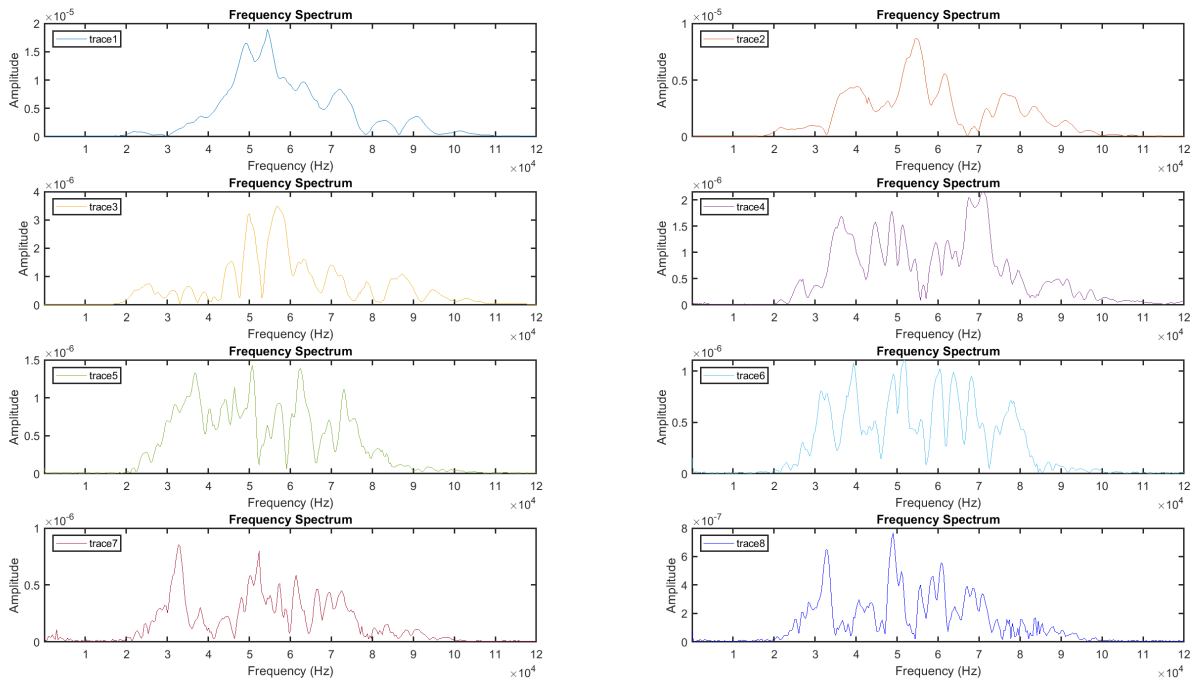 Frequency Spectrum
×10-5
2
1.5
1
0.5
0
Amplitude
trace1
1 2 3 4 5 6 7 8 9 10 11 12
Frequency (Hz)
×10^4
Frequency Spectrum
×10-5
1
0.5
0
Amplitude
trace2
1 2 3 4 5 6 7 8 9 10 11 12
Frequency (Hz)
×10^4
Frequency Spectrum
×10-6
4
3
2
1
0
Amplitude
trace3
1 2 3 4 5 6 7 8 9 10 11 12
Frequency (Hz)
×10^4
Frequency Spectrum
×10-6
2
1.5
1
0.5
0
Amplitude
trace4
1 2 3 4 5 6 7 8 9 10 11 12
Frequency (Hz)
×10^4
Frequency Spectrum
×10-6
1.5
1
0.5
0
Amplitude
trace5
1 2 3 4 5 6 7 8 9 10 11 12
Frequency (Hz)
×10^4
Frequency Spectrum
×10-6
1
0.5
0
Amplitude
trace6
1 2 3 4 5 6 7 8 9 10 11 12
Frequency (Hz)
×10^4
Frequency Spectrum
×10-6
1
0.5
0
Amplitude
trace7
1 2 3 4 5 6 7 8 9 10 11 12
Frequency (Hz)
×10^4
Frequency Spectrum
×10-7
8
6
4
2
0
Amplitude
trace8
1 2 3 4 5 6 7 8 9 10 11 12
Frequency (Hz)
×10^4